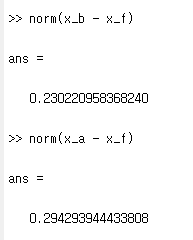 >> norm(x_b - x_f)
ans =
0.230220958368240
>> norm(x_a - x_f)
ans =
0.294293944433808